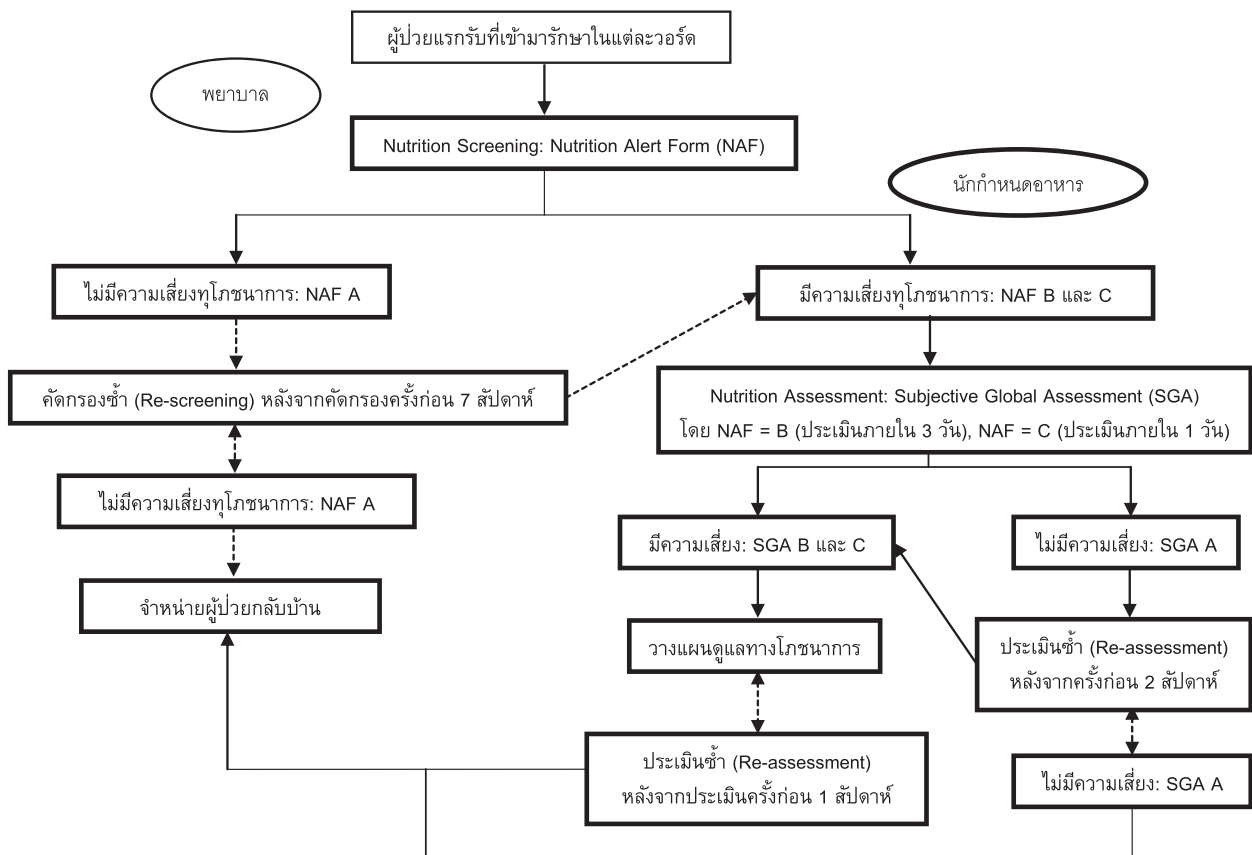 ผู้ป่วยแรกรับที่เข้ามารักษาในแต่ละวอร์ด
พยาบาล
Nutrition Screening: Nutrition Alert Form (NAF)
นักกำหนดอาหาร
ไม่มีความเสี่ยงทุโภชนาการ: NAF A
มีความเสี่ยงทุโภชนาการ: NAF B และ C
คัดกรองซ้ำ (Re-screening) หลังจากคัดกรองครั้งก่อน 7 สัปดาห์
Nutrition Assessment: Subjective Global Assessment (SGA)
โดย NAF = B (ประเมินภายใน 3 วัน), NAF = C (ประเมินภายใน 1 วัน)
ไม่มีความเสี่ยงทุโภชนาการ: NAF A
มีความเสี่ยง: SGA B และ C
ไม่มีความเสี่ยง: SGA A
จำหน่ายผู้ป่วยกลับบ้าน
วางแผนดูแลทางโภชนาการ
ประเมินซ้ำ (Re-assessment)
หลังจากครั้งก่อน 2 สัปดาห์
ประเมินซ้ำ (Re-assessment)
หลังจากประเมินครั้งก่อน 1 สัปดาห์
ไม่มีความเสี่ยง: SGA A